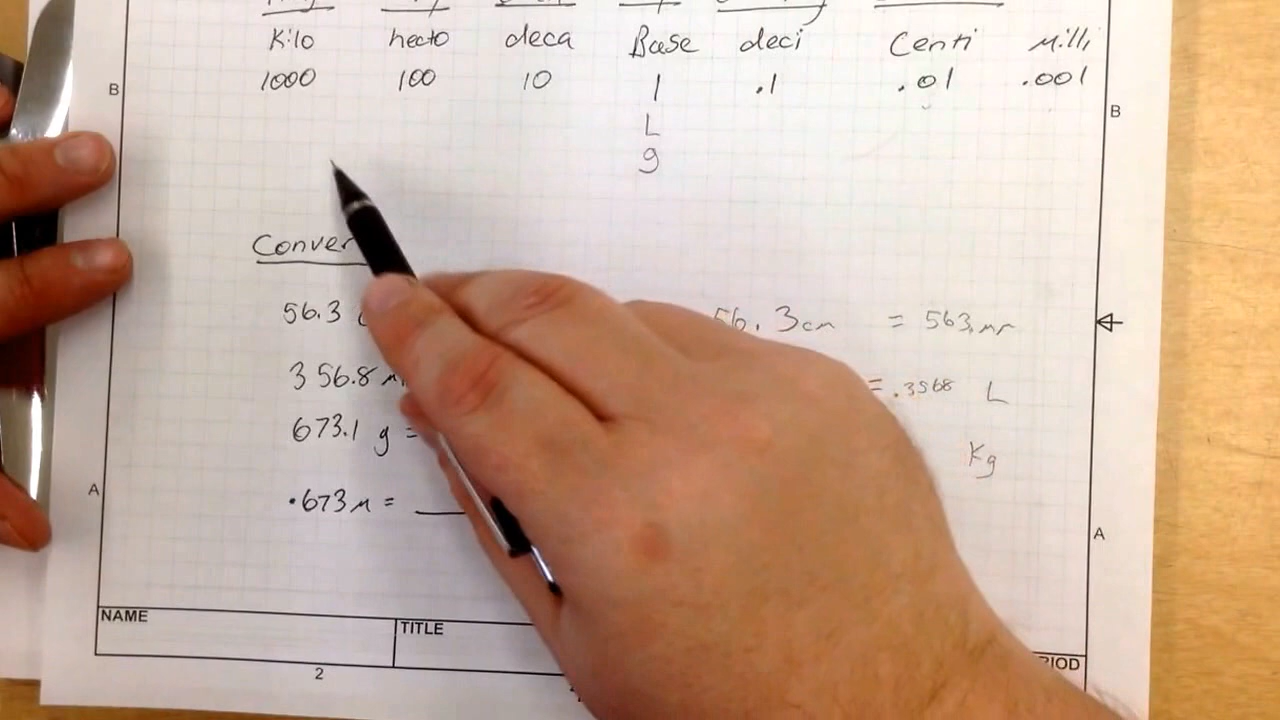 Kilo hecto deca Base deci Centi Milli
1000 100 10 1 .1 .01 .001
L
g
B B
Conver
56.3 56.3cm = 563mm
356.8 m = .3568 L
673.1 g = Kg
A
.673m = ___
A
NAME
TITLE
IOD
2